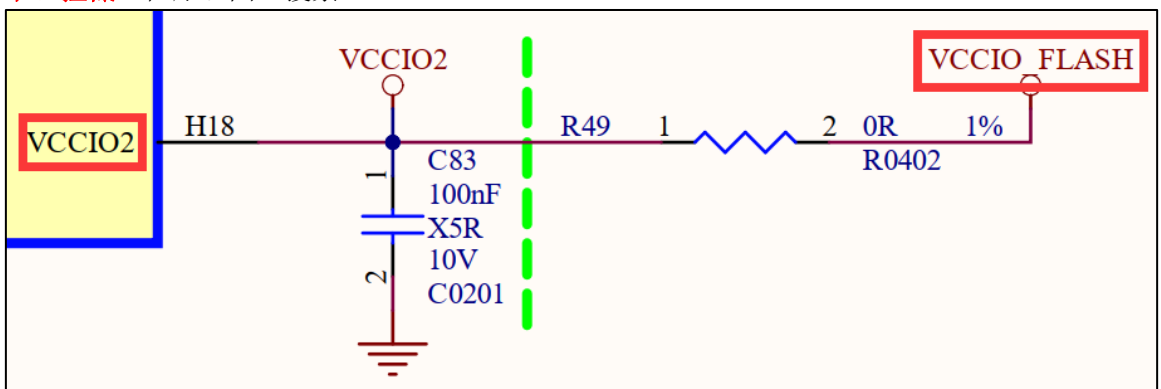 VCCIO2
VCCIO_FLASH
VCCIO2
H18
R49
1
2
0R
1%
R0402
C83
100nF
X5R
10V
C0201
1
2